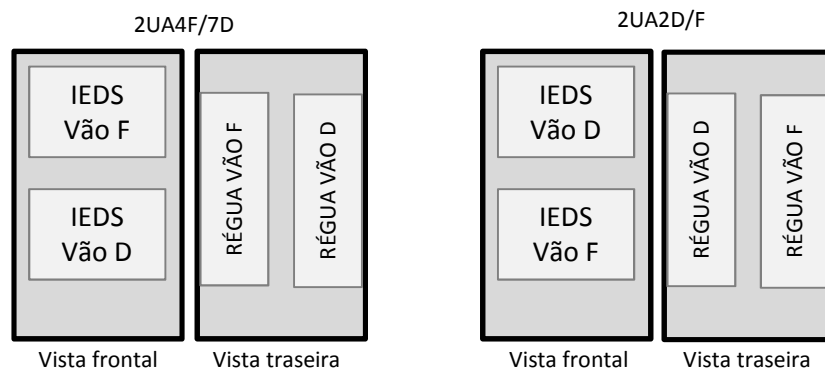 2UA4F/7D
IEDS
Vão F
IEDS
Vão D
RÉGUA VÃO F
RÉGUA VÃO D
Vista frontal
Vista traseira
2UA2D/F
IEDS
Vão D
IEDS
Vão F
RÉGUA VÃO D
RÉGUA VÃO F
Vista frontal
Vista traseira